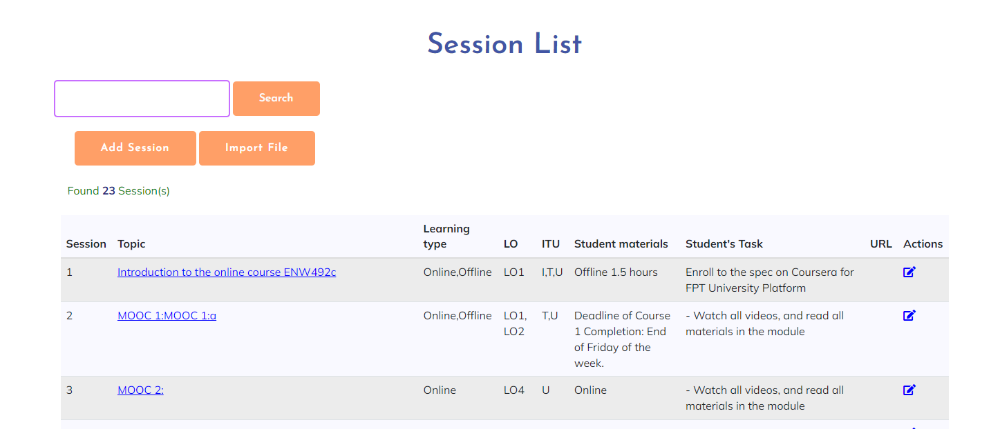 Session List
Search
Add Session Import File
Found 23 Session(s)
Session Topic Learning type LO ITU Student materials Student's Task URL Actions
1 Introduction to the online course ENW492c Online,Offline LO1 I,T,U Offline 1.5 hours Enroll to the spec on Coursera for
FPT University Platform
2 MOOC 1:MOOC 1:a Online,Offline LO1, T,U Deadline of Course - Watch all videos, and read all
LO2 1 Completion: End materials in the module
of Friday of the
week.
3 MOOC 2: Online LO4 U Online - Watch all videos, and read all
materials in the module